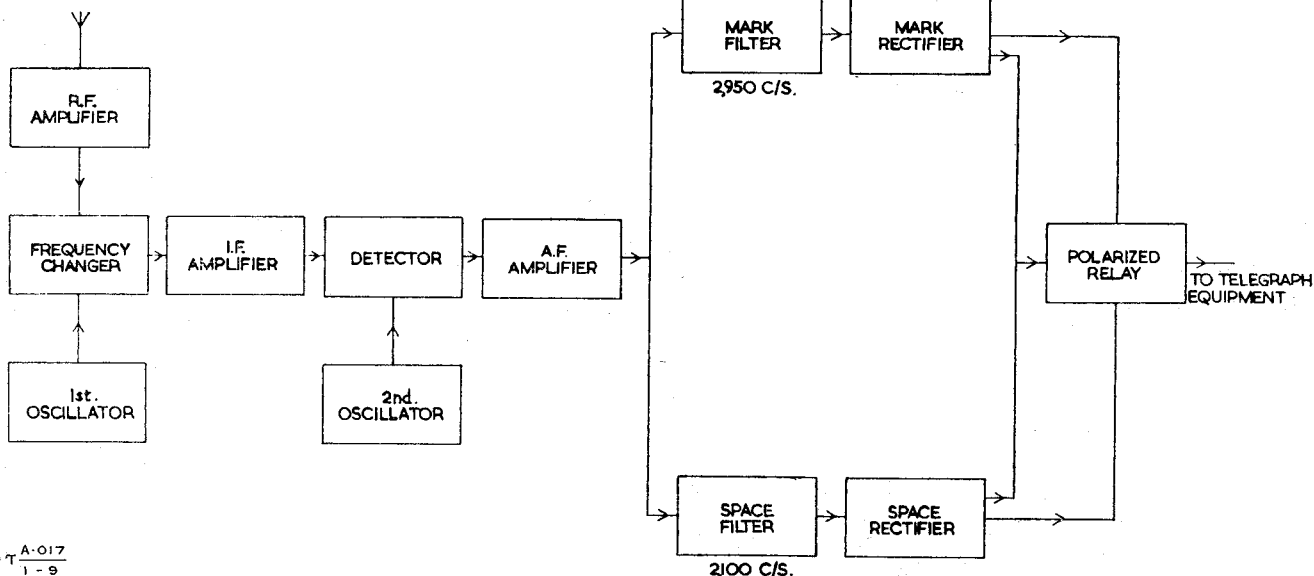 R.F.
AMPLIFIER
FREQUENCY
CHANGER
1st.
OSCILLATOR
I.F.
AMPLIFIER
DETECTOR
2nd.
OSCILLATOR
A.F.
AMPLIFIER
MARK
FILTER
2,950 C/S.
MARK
RECTIFIER
SPACE
FILTER
2100 C/S.
SPACE
RECTIFIER
POLARIZED
RELAY
TO TELEGRAPH
EQUIPMENT
T A·017
1 - 9